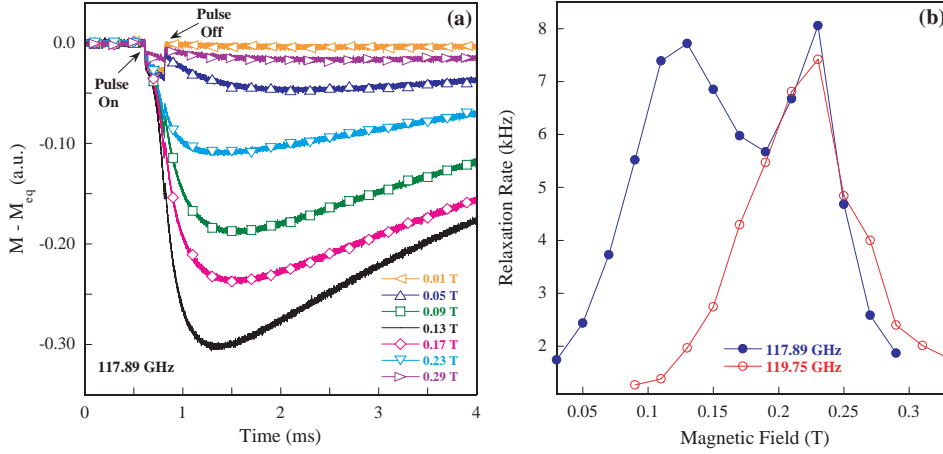 (a)
Pulse
Off
Pulse
On
0.0
-0.10
-0.20
-0.30
M - M_eq (a.u.)
0.01 T
0.05 T
0.09 T
0.13 T
0.17 T
0.23 T
0.29 T
117.89 GHz
0
1
2
3
4
Time (ms)
(b)
8
7
6
5
4
3
2
Relaxation Rate (kHz)
117.89 GHz
119.75 GHz
0.05
0.1
0.15
0.2
0.25
0.3
Magnetic Field (T)